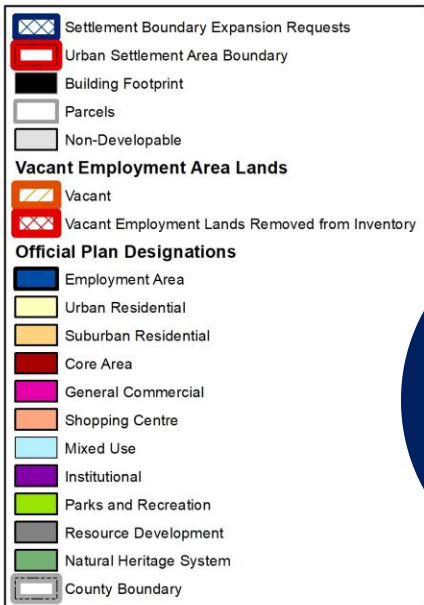 Settlement Boundary Expansion Requests
Urban Settlement Area Boundary
Building Footprint
Parcels
Non-Developable
Vacant Employment Area Lands
Vacant
Vacant Employment Lands Removed from Inventory
Official Plan Designations
Employment Area
Urban Residential
Suburban Residential
Core Area
General Commercial
Shopping Centre
Mixed Use
Institutional
Parks and Recreation
Resource Development
Natural Heritage System
County Boundary